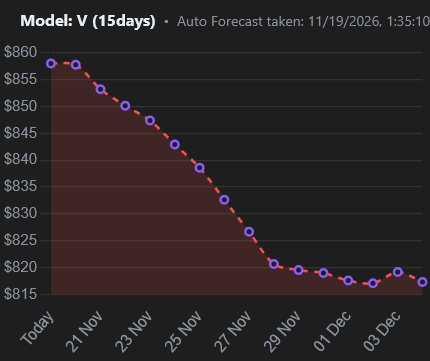 Model: V (15days) • Auto Forecast taken: 11/19/2026, 1:35:10
$860
$855
$850
$845
$840
$835
$830
$825
$820
$815
Today
21 Nov
23 Nov
25 Nov
27 Nov
29 Nov
01 Dec
03 Dec